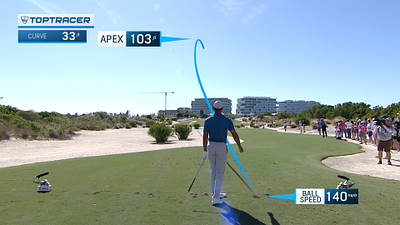 TOPTRACER
CURVE 33FT
APEX 103FT
BALL
SPEED 140MPH